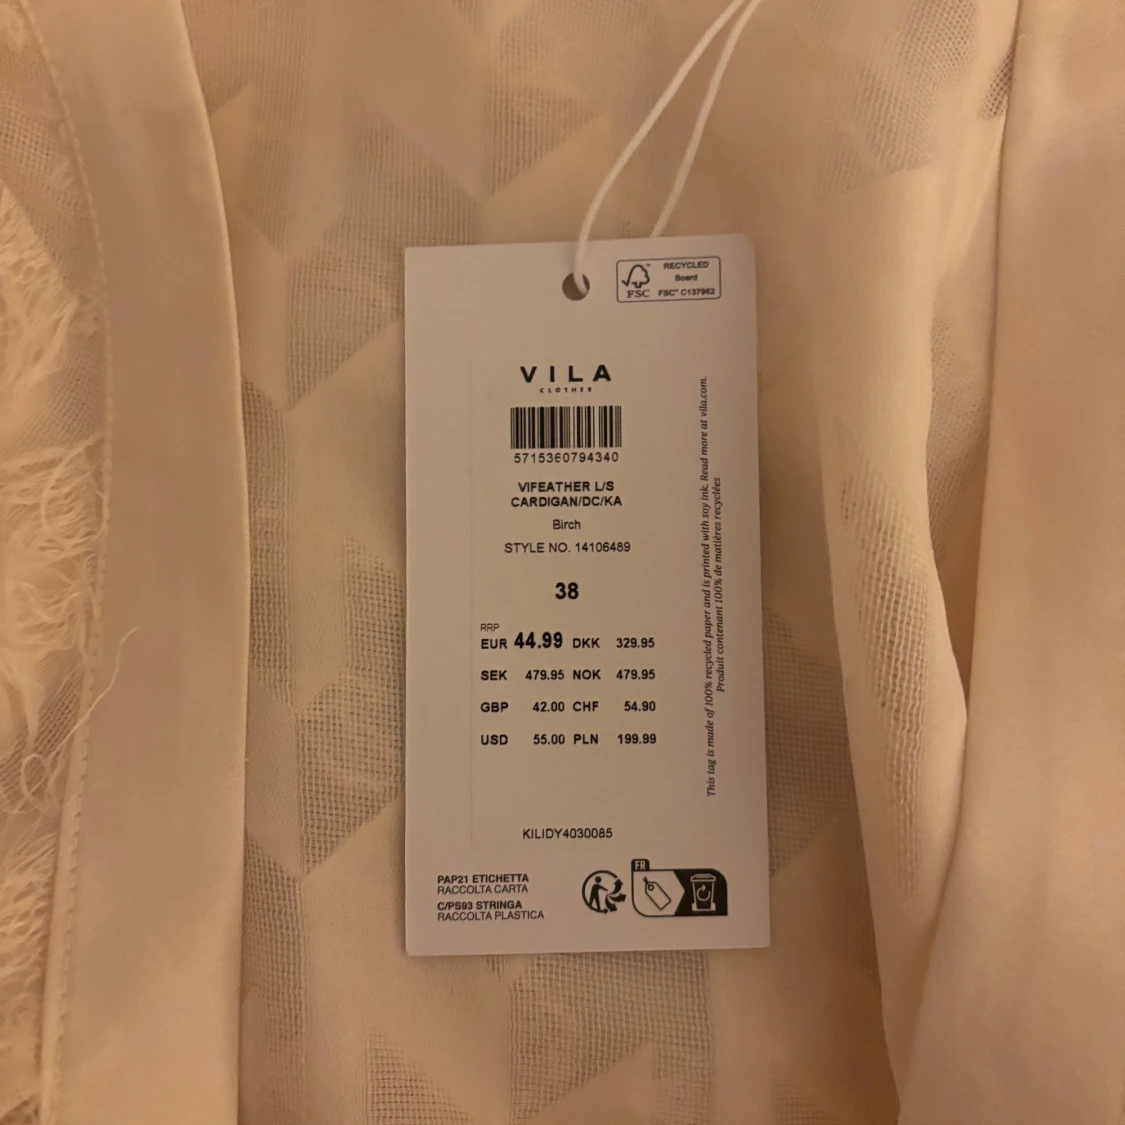 RECYCLED
Board
FSC™ FSC® C137982
VILA
CLOTHES
5715360794340
VIFEATHER L/S
CARDIGAN/DC/KA
Birch
STYLE NO. 14106489
38
RRP
EUR 44.99 DKK 329.95
SEK 479.95 NOK 479.95
GBP 42.00 CHF 54.90
USD 55.00 PLN 199.99
KILIDY4030085
PAP21 ETICHETTA
RACCOLTA CARTA
C/PS93 STRINGA
RACCOLTA PLASTICA
FR
This tag is made of 100% recycled paper and is printed with soy ink. Read more at vila.com.
Produit contenant 100% de matières recyclées